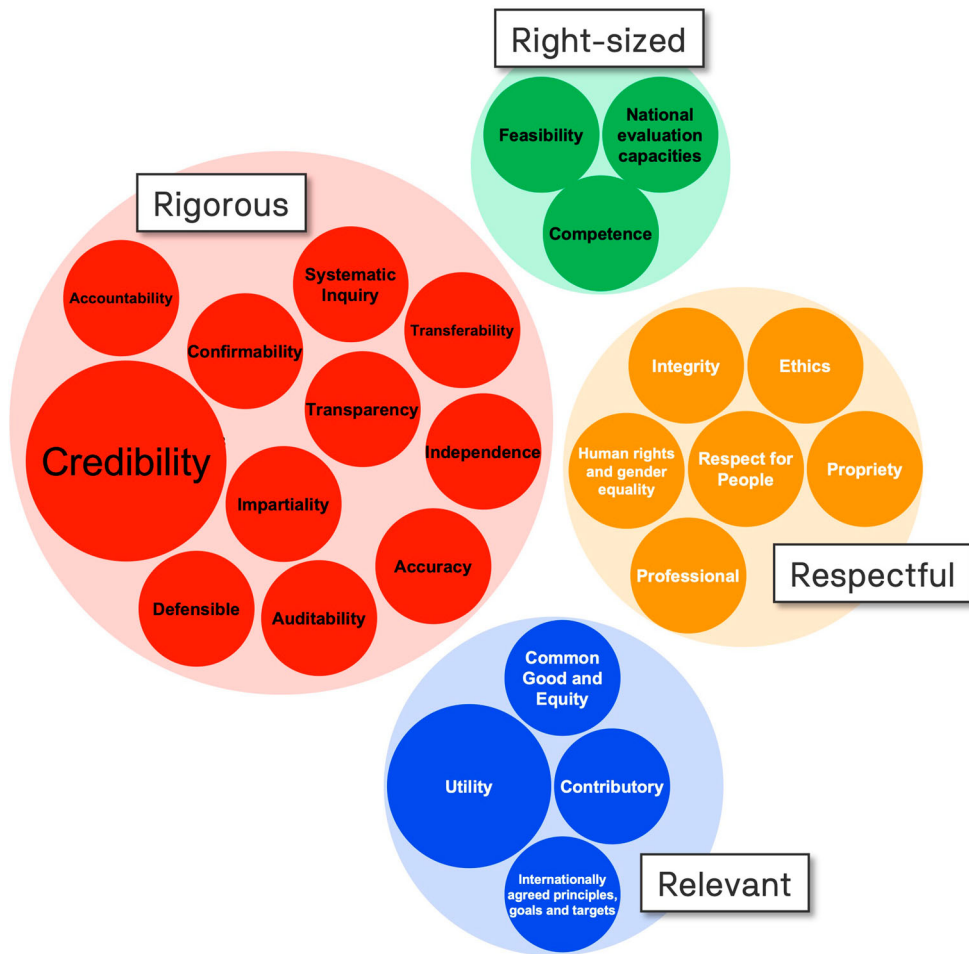 Right-sized
Feasibility
National
evaluation
capacities
Competence
Rigorous
Accountability
Systematic
Inquiry
Transferability
Confirmability
Transparency
Credibility
Independence
Impartiality
Accuracy
Defensible
Auditability
Integrity
Ethics
Human rights
and gender
equality
Respect for
People
Propriety
Professional
Respectful
Common
Good and
Equity
Utility
Contributory
Internationally
agreed principles,
goals and targets
Relevant